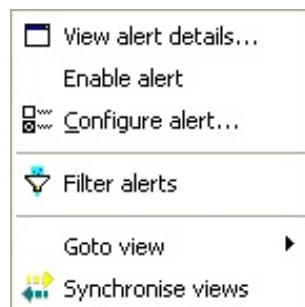 View alert details...
Enable alert
Configure alert...
Filter alerts
Goto view
Synchronise views